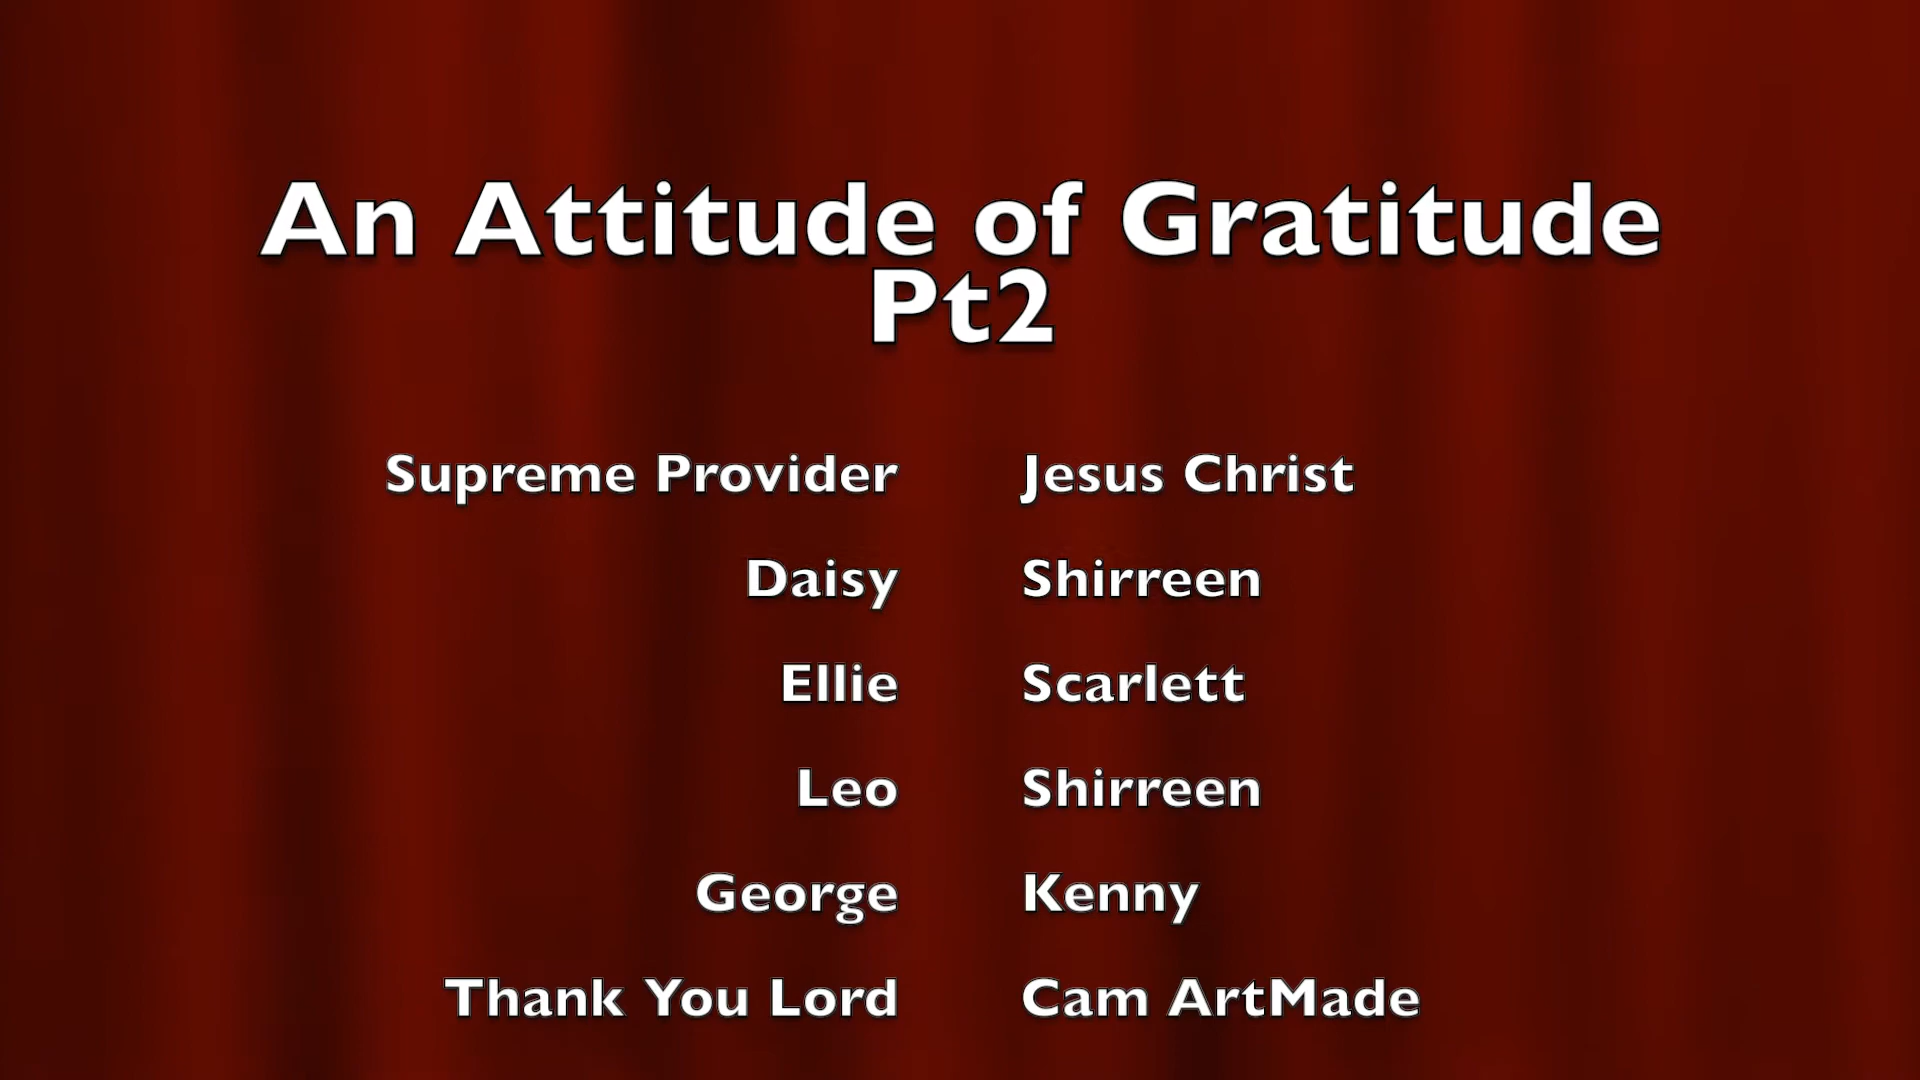 An Attitude of Gratitude
Pt2
Supreme Provider Jesus Christ
Daisy Shirreen
Ellie Scarlett
Leo Shirreen
George Kenny
Thank You Lord Cam ArtMade